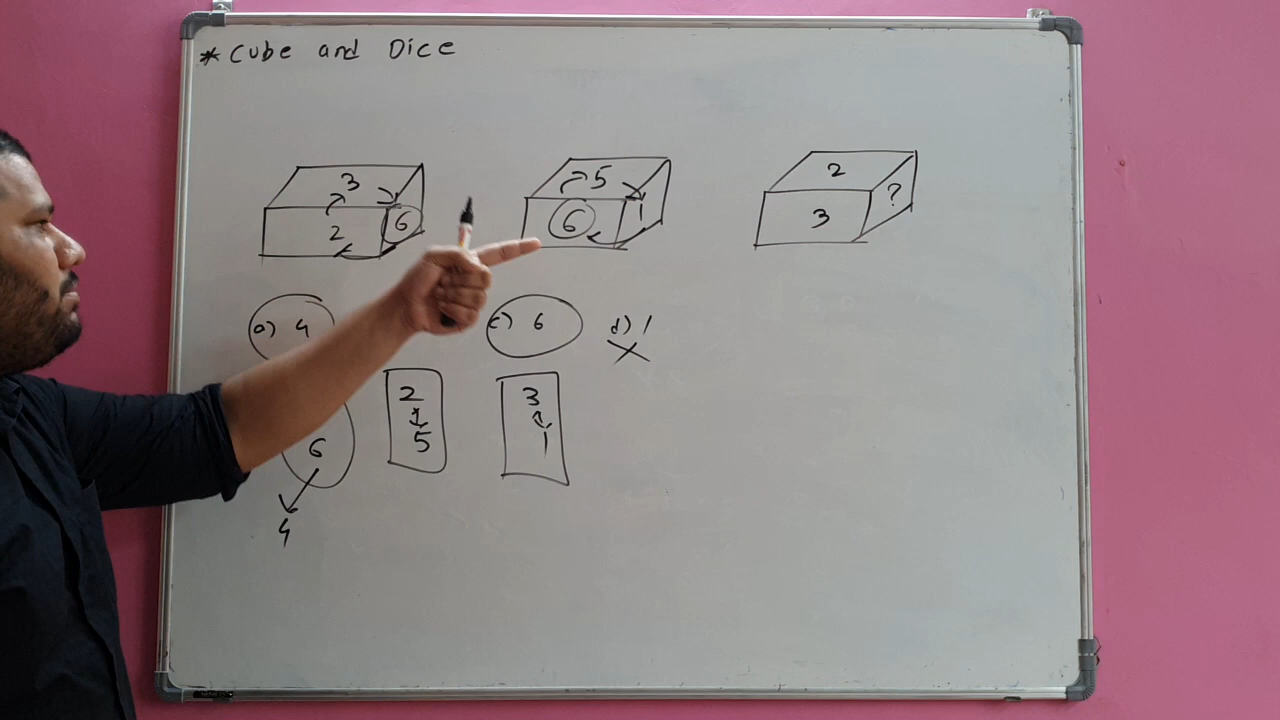 * Cube and Dice
3 5 2
2 6 6 1 3 ?
a) 4 c) 6 d) 1
2 3
6 5 1
4